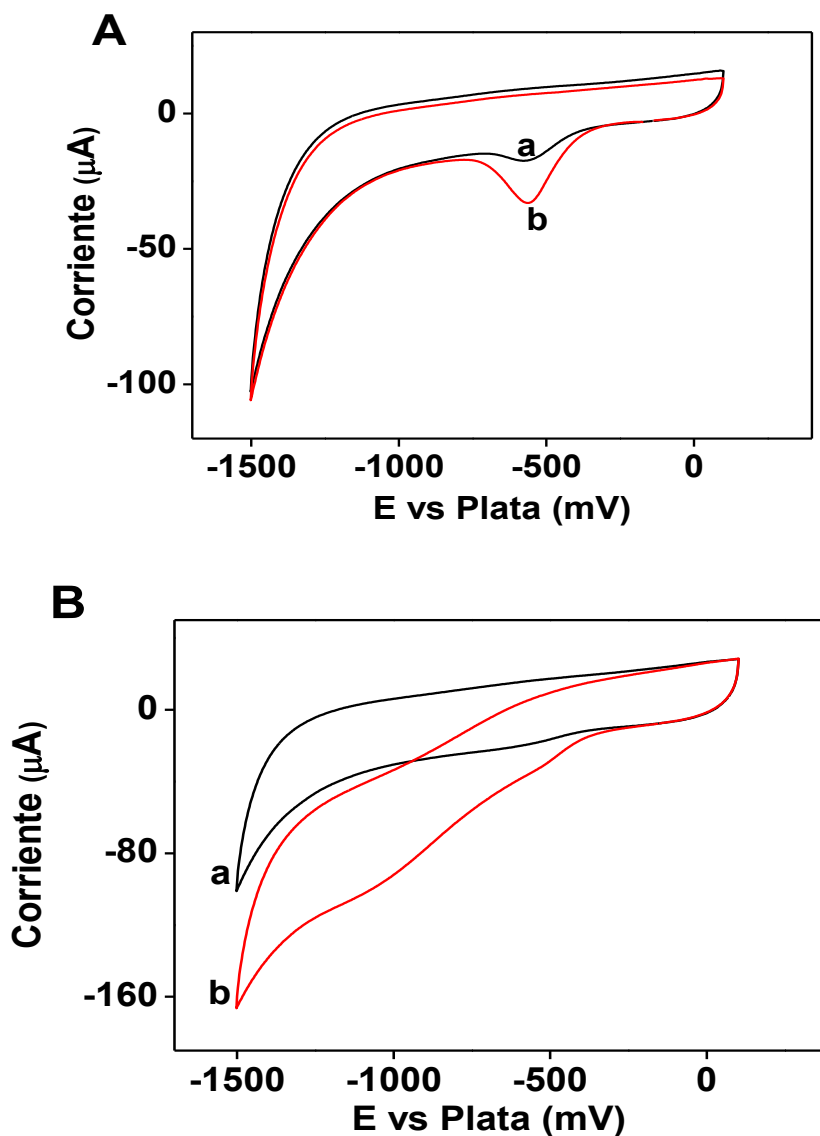 A
0
-50
-100
Corriente (μA)
a
b
-1500 -1000 -500 0
E vs Plata (mV)
B
0
-80
-160
Corriente (μA)
a
b
-1500 -1000 -500 0
E vs Plata (mV)